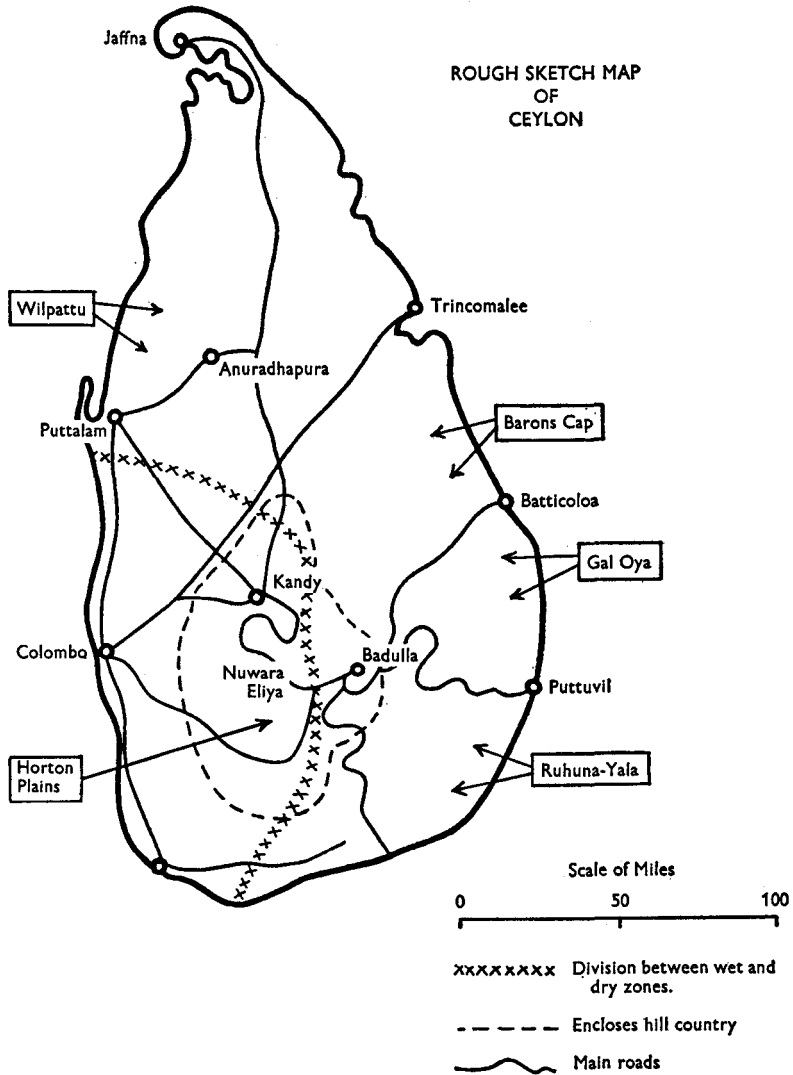 Jaffna
ROUGH SKETCH MAP
OF
CEYLON
Wilpattu
Trincomalee
Anuradhapura
Puttalam
Barons Cap
Batticoloa
Gal Oya
Kandy
Colombo
Badulla
Nuwara
Eliya
Puttuvil
Horton
Plains
Ruhuna-Yala
Scale of Miles
0 50 100
Division between wet and
dry zones.
Encloses hill country
Main roads